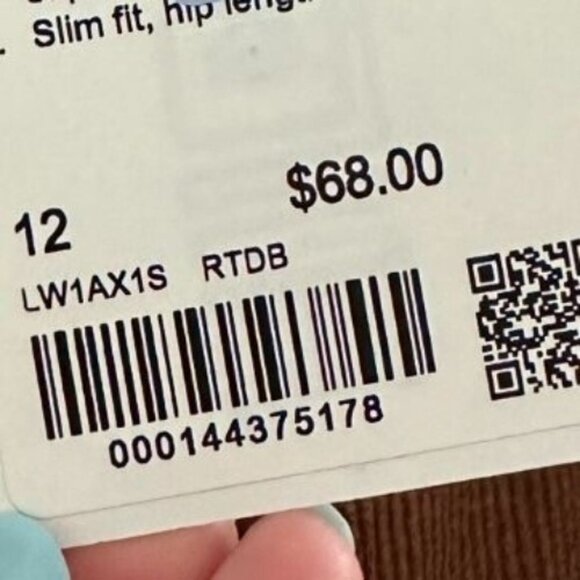 Slim fit, hip
$68.00
12
LW1AX1S RTDB
000144375178